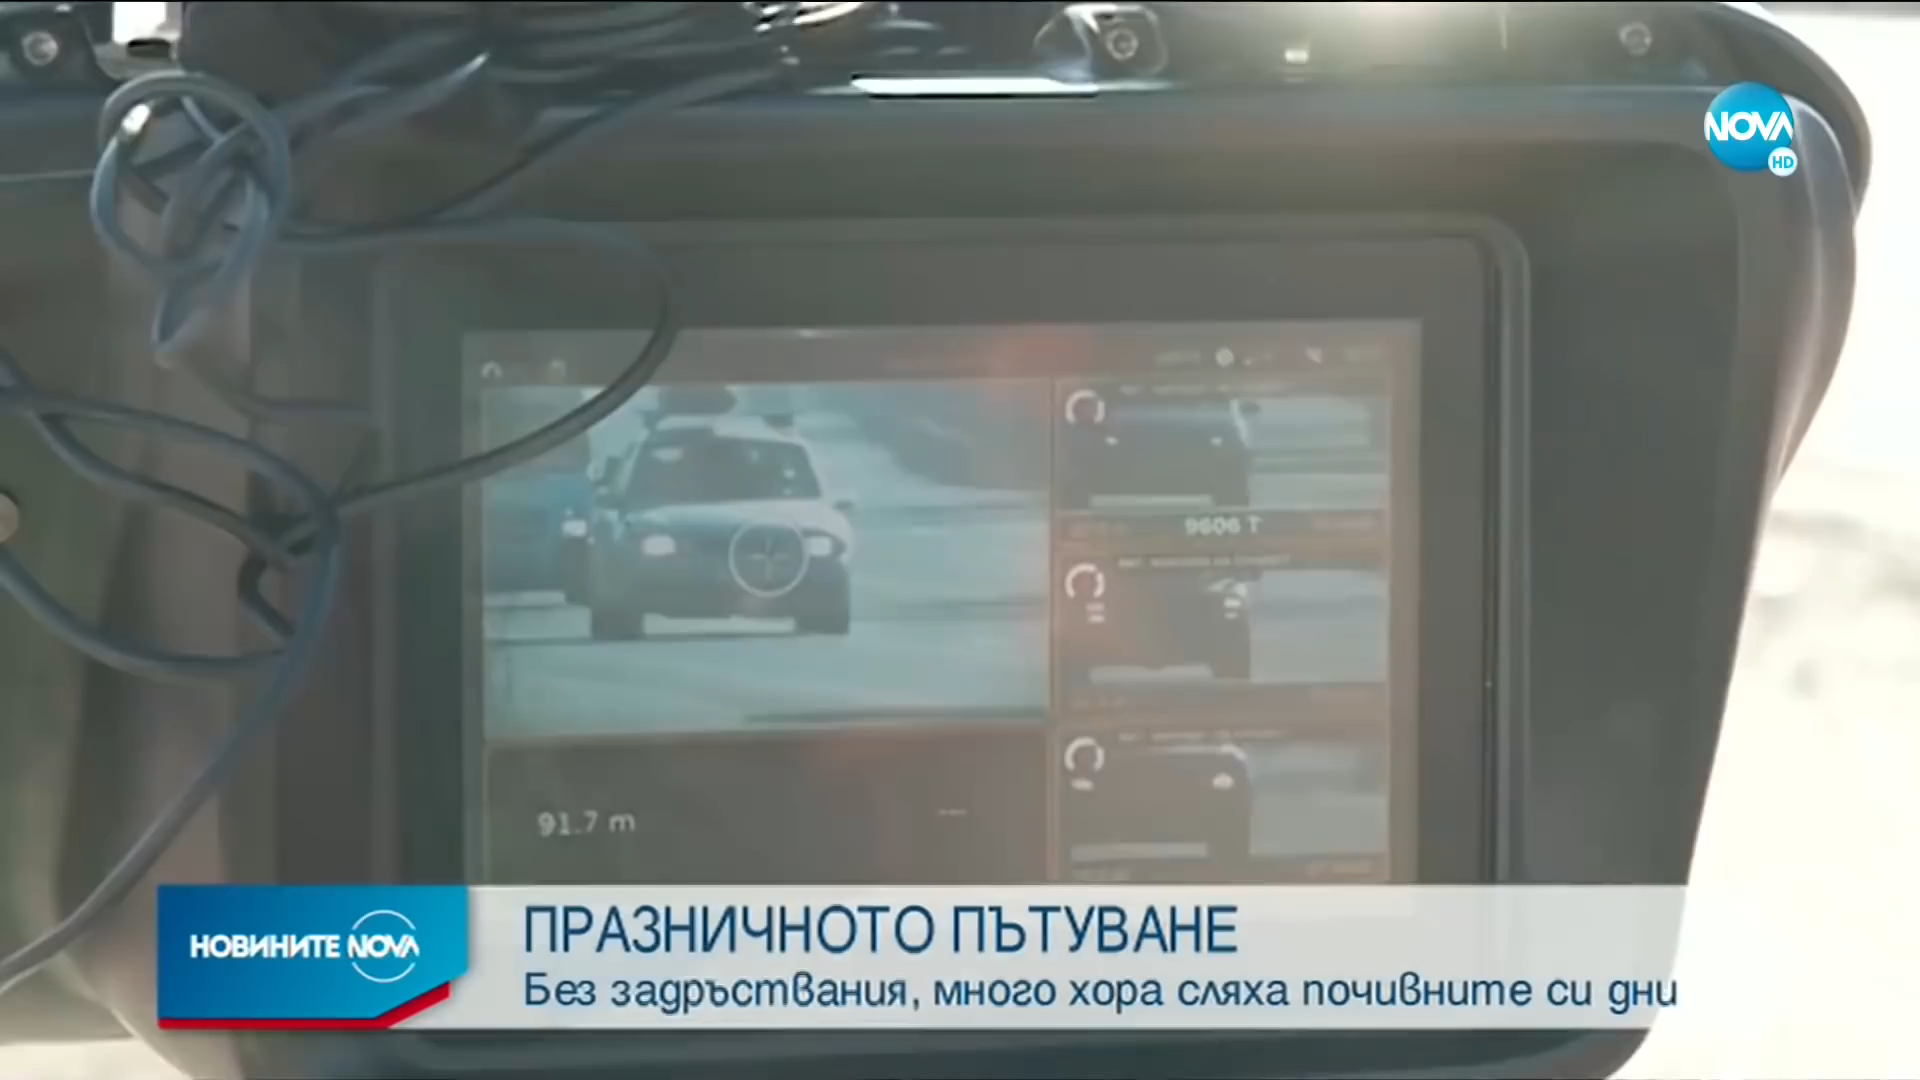 NOVA
HD
9606 T
91.7 m
НОВИНИТЕ NOVA
ПРАЗНИЧНОТО ПЪТУВАНЕ
Без задръствания, много хора сляха почивните си дни